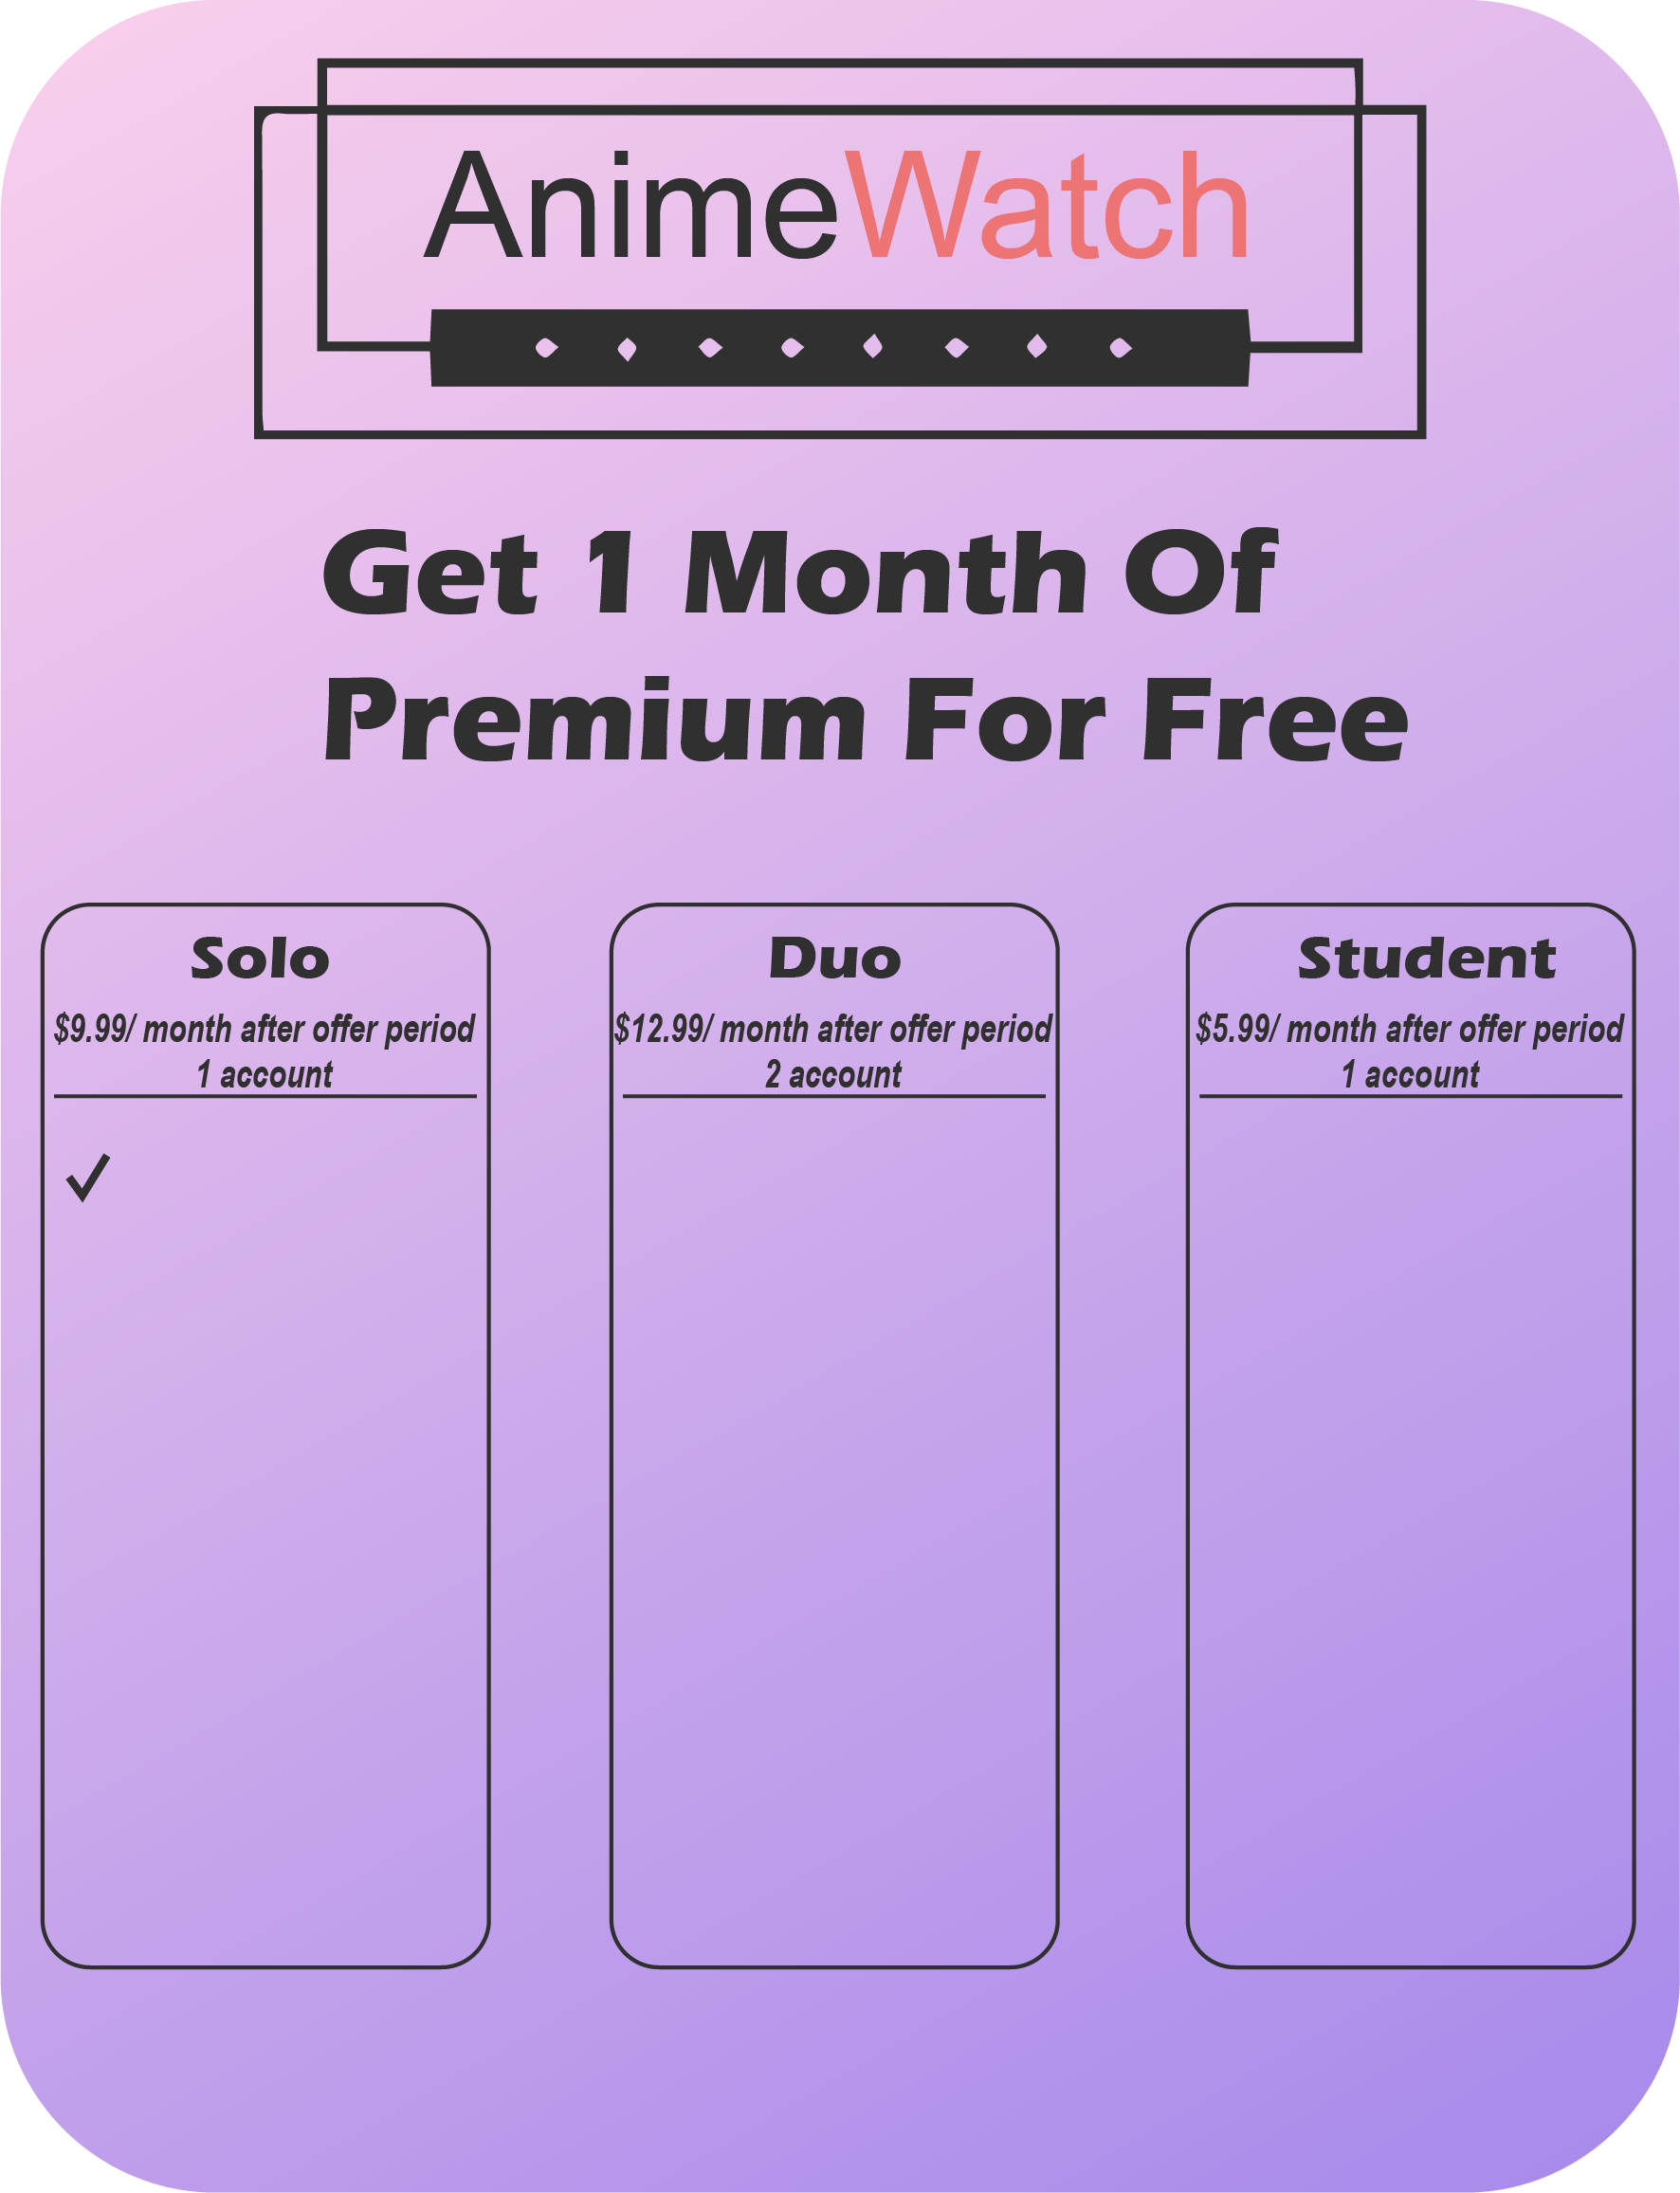 AnimeWatch
Get 1 Month Of
Premium For Free
Solo
$9.99/ month after offer period
1 account
Duo
$12.99/ month after offer period
2 account
Student
$5.99/ month after offer period
1 account